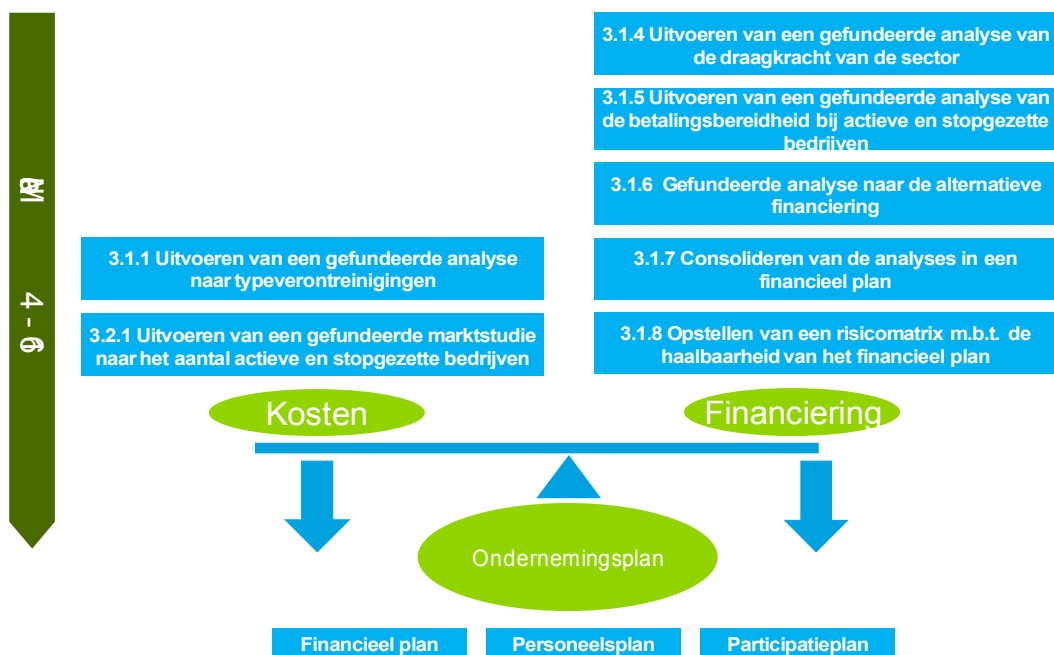 3.1.4 Uitvoeren van een gefundeerde analyse van
de draagkracht van de sector
3.1.5 Uitvoeren van een gefundeerde analyse van
de betalingsbereidheid bij actieve en stopgezette
bedrijven
3.1.6 Gefundeerde analyse naar de alternatieve
financiering
3.1.1 Uitvoeren van een gefundeerde analyse
naar typeverontreinigingen
3.1.7 Consolideren van de analyses in een
financieel plan
3.2.1 Uitvoeren van een gefundeerde marktstudie
naar het aantal actieve en stopgezette bedrijven
3.1.8 Opstellen van een risicomatrix m.b.t. de
haalbaarheid van het financieel plan
Kosten
Financiering
Ondernemingsplan
Financieel plan
Personeelsplan
Participatieplan